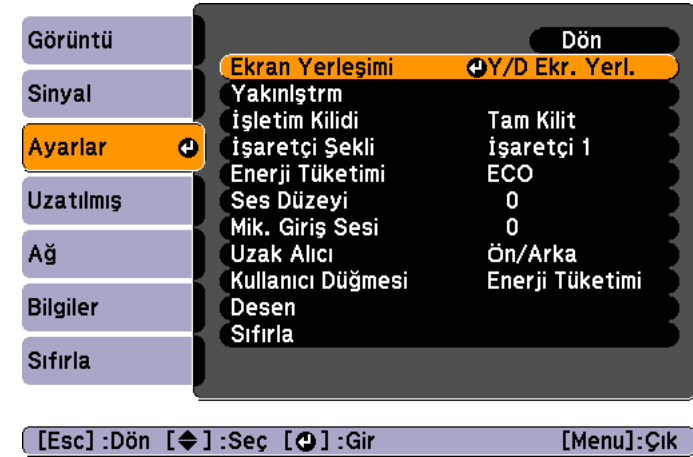 Görüntü
Sinyal
Ayarlar
Uzatılmış
Ağ
Bilgiler
Sıfırla
Dön
Ekran Yerleşimi Y/D Ekr. Yerl.
Yakınlştrm
İşletim Kilidi Tam Kilit
İşaretçi Şekli İşaretçi 1
Enerji Tüketimi ECO
Ses Düzeyi 0
Mik. Giriş Sesi 0
Uzak Alıcı Ön/Arka
Kullanıcı Düğmesi Enerji Tüketimi
Desen
Sıfırla
[Esc] :Dön [◆] :Seç [⏎] :Gir [Menu]:Çık